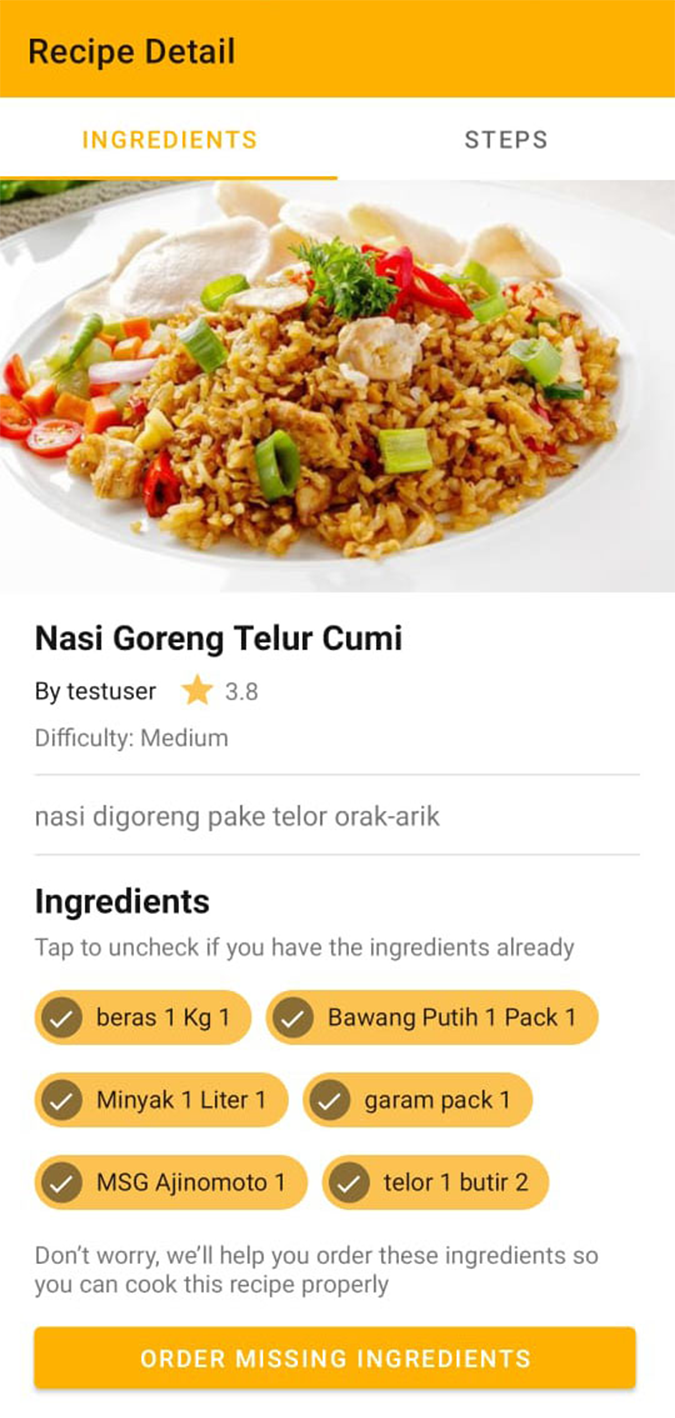 Recipe Detail
INGREDIENTS STEPS
Nasi Goreng Telur Cumi
By testuser 3.8
Difficulty: Medium
nasi digoreng pake telor orak-arik
Ingredients
Tap to uncheck if you have the ingredients already
beras 1 Kg 1 Bawang Putih 1 Pack 1
Minyak 1 Liter 1 garam pack 1
MSG Ajinomoto 1 telor 1 butir 2
Don't worry, we'll help you order these ingredients so
you can cook this recipe properly
ORDER MISSING INGREDIENTS